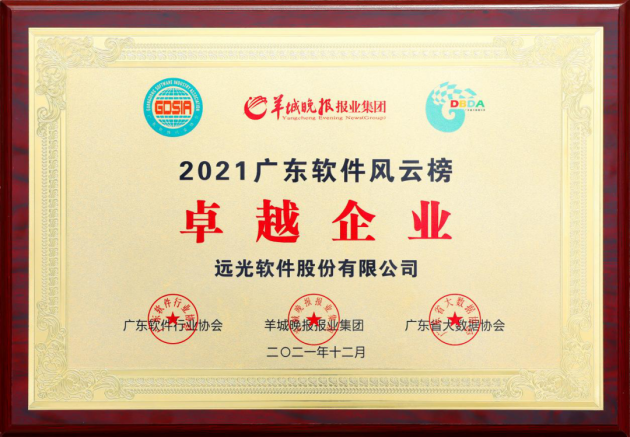 GDSIA
羊城晚报报业集团
Yangcheng Evening News Group
DBDA
2021广东软件风云榜
卓越企业
远光软件股份有限公司
广东软件行业协会 羊城晚报报业集团 广东省大数据协会
二〇二一年十二月